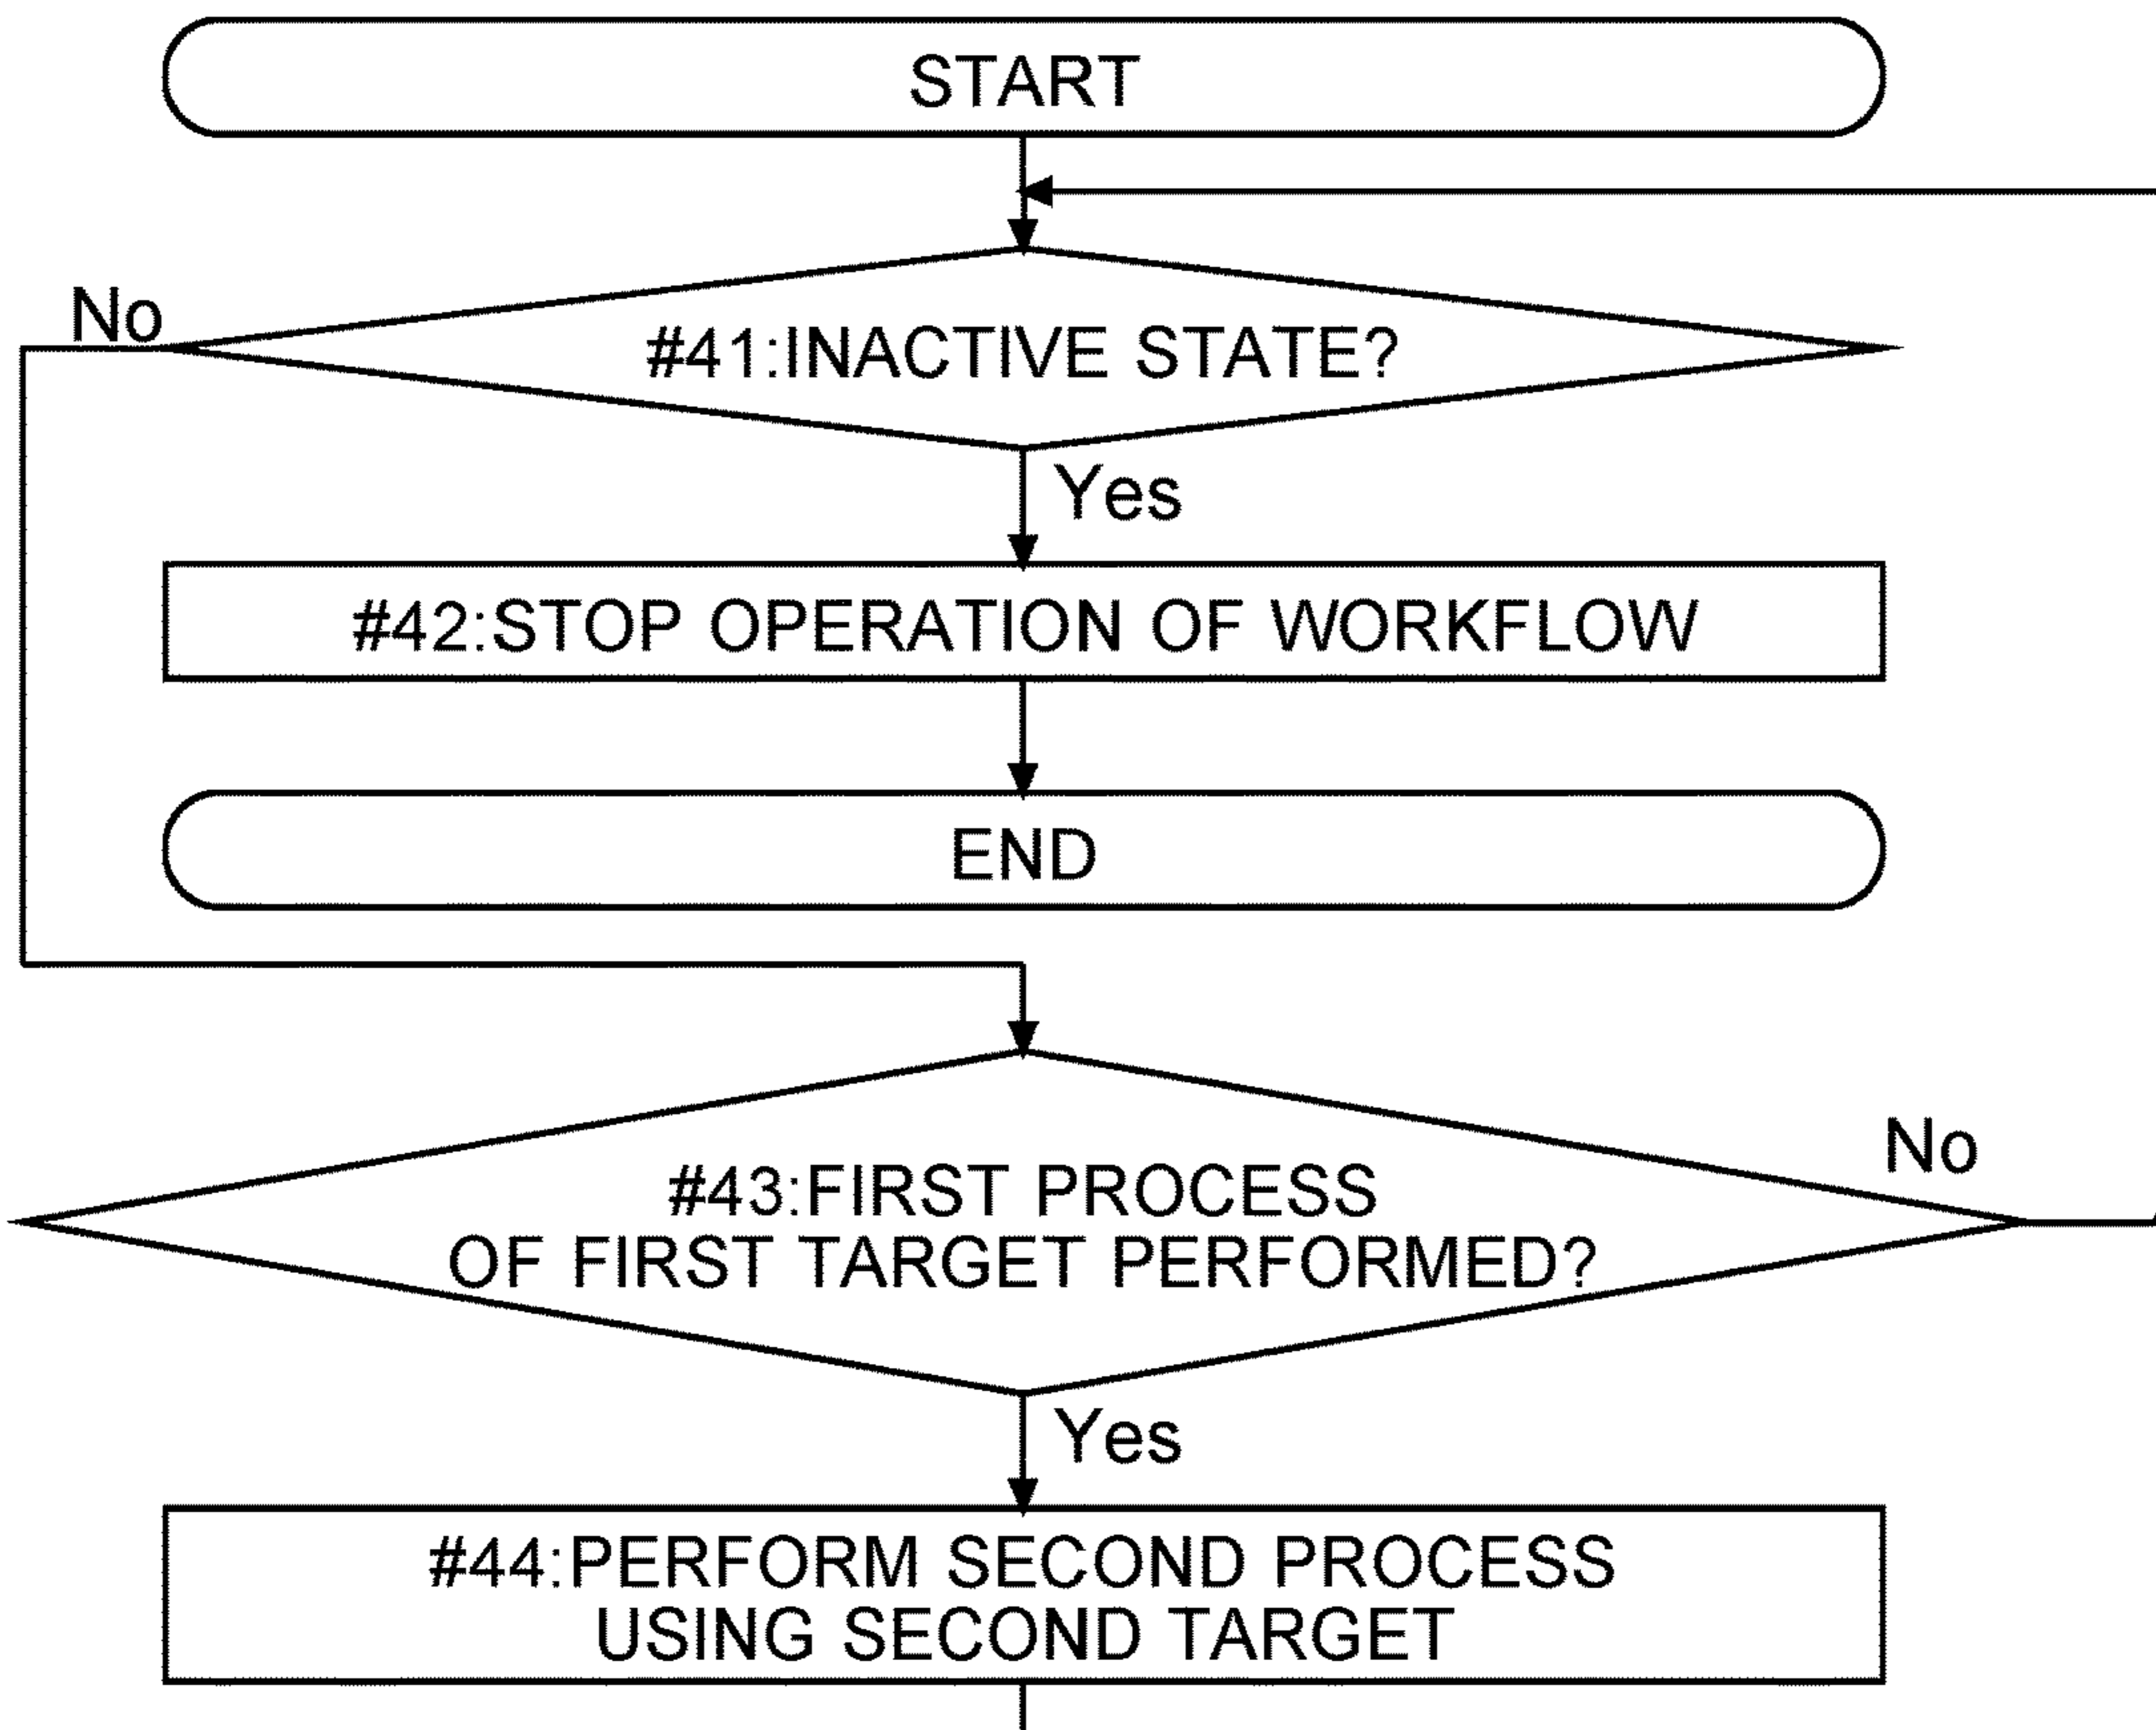 START
No
#41:INACTIVE STATE?
Yes
#42:STOP OPERATION OF WORKFLOW
END
No
#43:FIRST PROCESS
OF FIRST TARGET PERFORMED?
Yes
#44:PERFORM SECOND PROCESS
USING SECOND TARGET